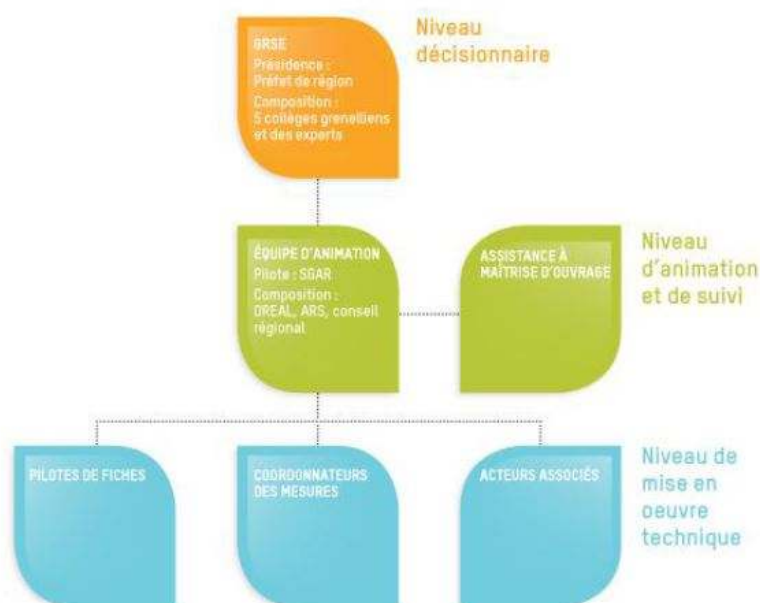 GRSE
Présidence :
Préfet de région
Composition :
5 collèges grenelliens
et des experts
Niveau
décisionnaire
ÉQUIPE D'ANIMATION
Pilote : SGAR
Composition :
DREAL, ARS, conseil
régional
ASSISTANCE À
MAÎTRISE D'OUVRAGE
Niveau
d'animation
et de suivi
PILOTES DE FICHES
COORDONNATEURS
DES MESURES
ACTEURS ASSOCIÉS
Niveau de
mise en
oeuvre
technique